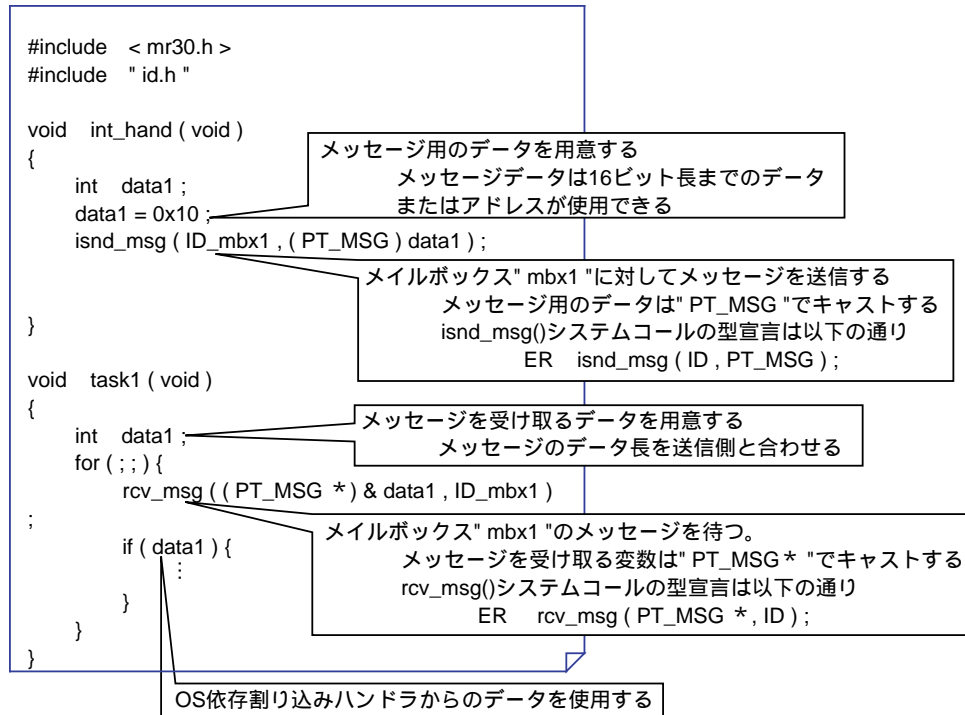 #include < mr30.h >
#include " id.h "
void int_hand ( void )
{
メッセージ用のデータを用意する
メッセージデータは16ビット長までのデータ
またはアドレスが使用できる
int data1 ;
data1 = 0x10 ;
isnd_msg ( ID_mbx1 , ( PT_MSG ) data1 ) ;
メイルボックス" mbx1 "に対してメッセージを送信する
メッセージ用のデータは" PT_MSG "でキャストする
isnd_msg()システムコールの型宣言は以下の通り
ER isnd_msg ( ID , PT_MSG ) ;
}
void task1 ( void )
{
メッセージを受け取るデータを用意する
メッセージのデータ長を送信側と合わせる
int data1 ;
for ( ; ; ) {
rcv_msg ( ( PT_MSG *) & data1 , ID_mbx1 )
;
メイルボックス" mbx1 "のメッセージを待つ。
メッセージを受け取る変数は" PT_MSG* "でキャストする
rcv_msg()システムコールの型宣言は以下の通り
ER rcv_msg ( PT_MSG *, ID ) ;
if ( data1 ) {
⋮
}
}
}
OS依存割り込みハンドラからのデータを使用する